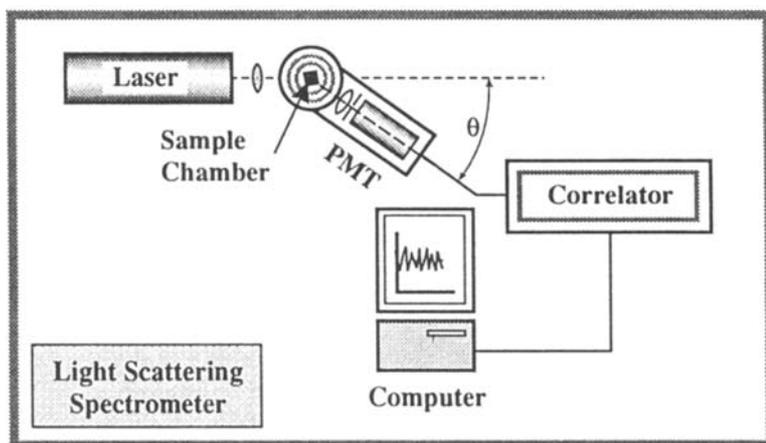 Laser
Sample
Chamber
PMT
θ
Correlator
Computer
Light Scattering
Spectrometer